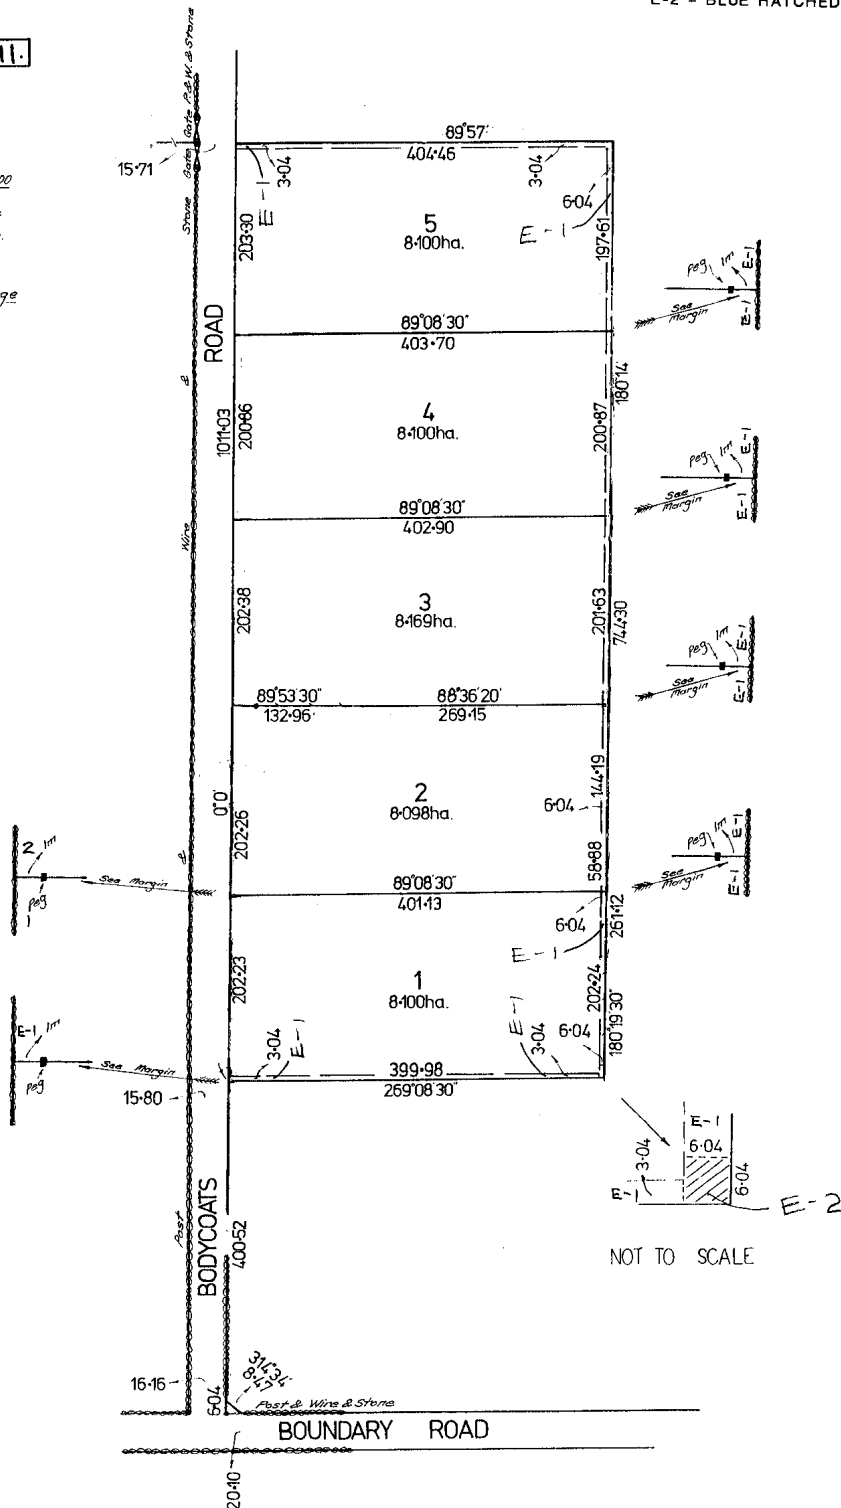 E-2 = BLUE HATCHED
11.
Stone Gate Gate P. & W. & Stone
15·71
89°57'
404·46
3·04
3·04
6·04
E-1
E-1
203·30
5
8·100ha.
197·61
ROAD
89°08'30"
403·70
peg 1m E-1
E-1
See Margin
180°14'
&
1011·03
200·86
4
8·100ha.
200·87
89°08'30"
402·90
peg 1m E-1
E-1
See Margin
Wire
202·38
3
8·169ha.
201·63
744·30
peg 1m E-1
E-1
See Margin
89°53'30"
132·96
88°36'20"
269·15
0°0'
202·26
2
8·098ha.
144·19
6·04
58·88
&
2 1m
peg
1
See Margin
89°08'30"
401·13
peg 1m E-1
E-1
See Margin
6·04
261·12
E-1
202·23
1
8·100ha.
202·24
180°19'30"
E-1 1m
peg
See Margin
3·04
E-1
E-1
3·04
6·04
15·80
399·98
269°08'30"
E-1
6·04
3·04
6·04
E-1
E-2
NOT TO SCALE
Post
BODYCOATS
400·52
314°34'
8·47
16·16
6·04
Post & Wire & Stone
BOUNDARY ROAD
20·10